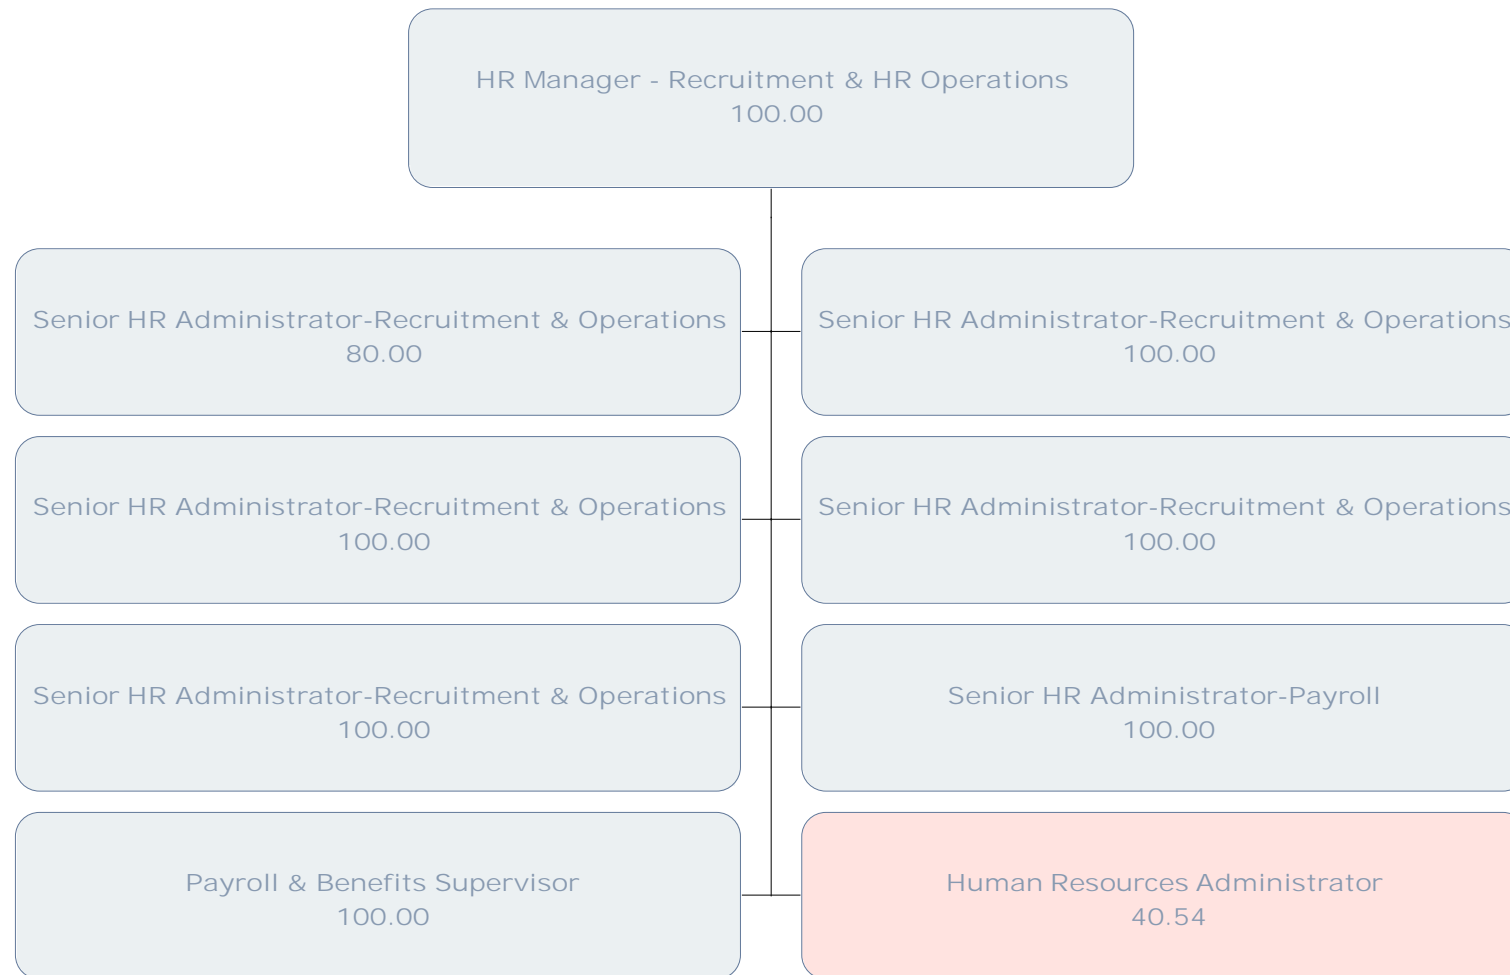 HR Manager - Recruitment & HR Operations
100.00
Senior HR Administrator-Recruitment & Operations
80.00
Senior HR Administrator-Recruitment & Operations
100.00
Senior HR Administrator-Recruitment & Operations
100.00
Senior HR Administrator-Recruitment & Operations
100.00
Senior HR Administrator-Recruitment & Operations
100.00
Senior HR Administrator-Payroll
100.00
Payroll & Benefits Supervisor
100.00
Human Resources Administrator
40.54